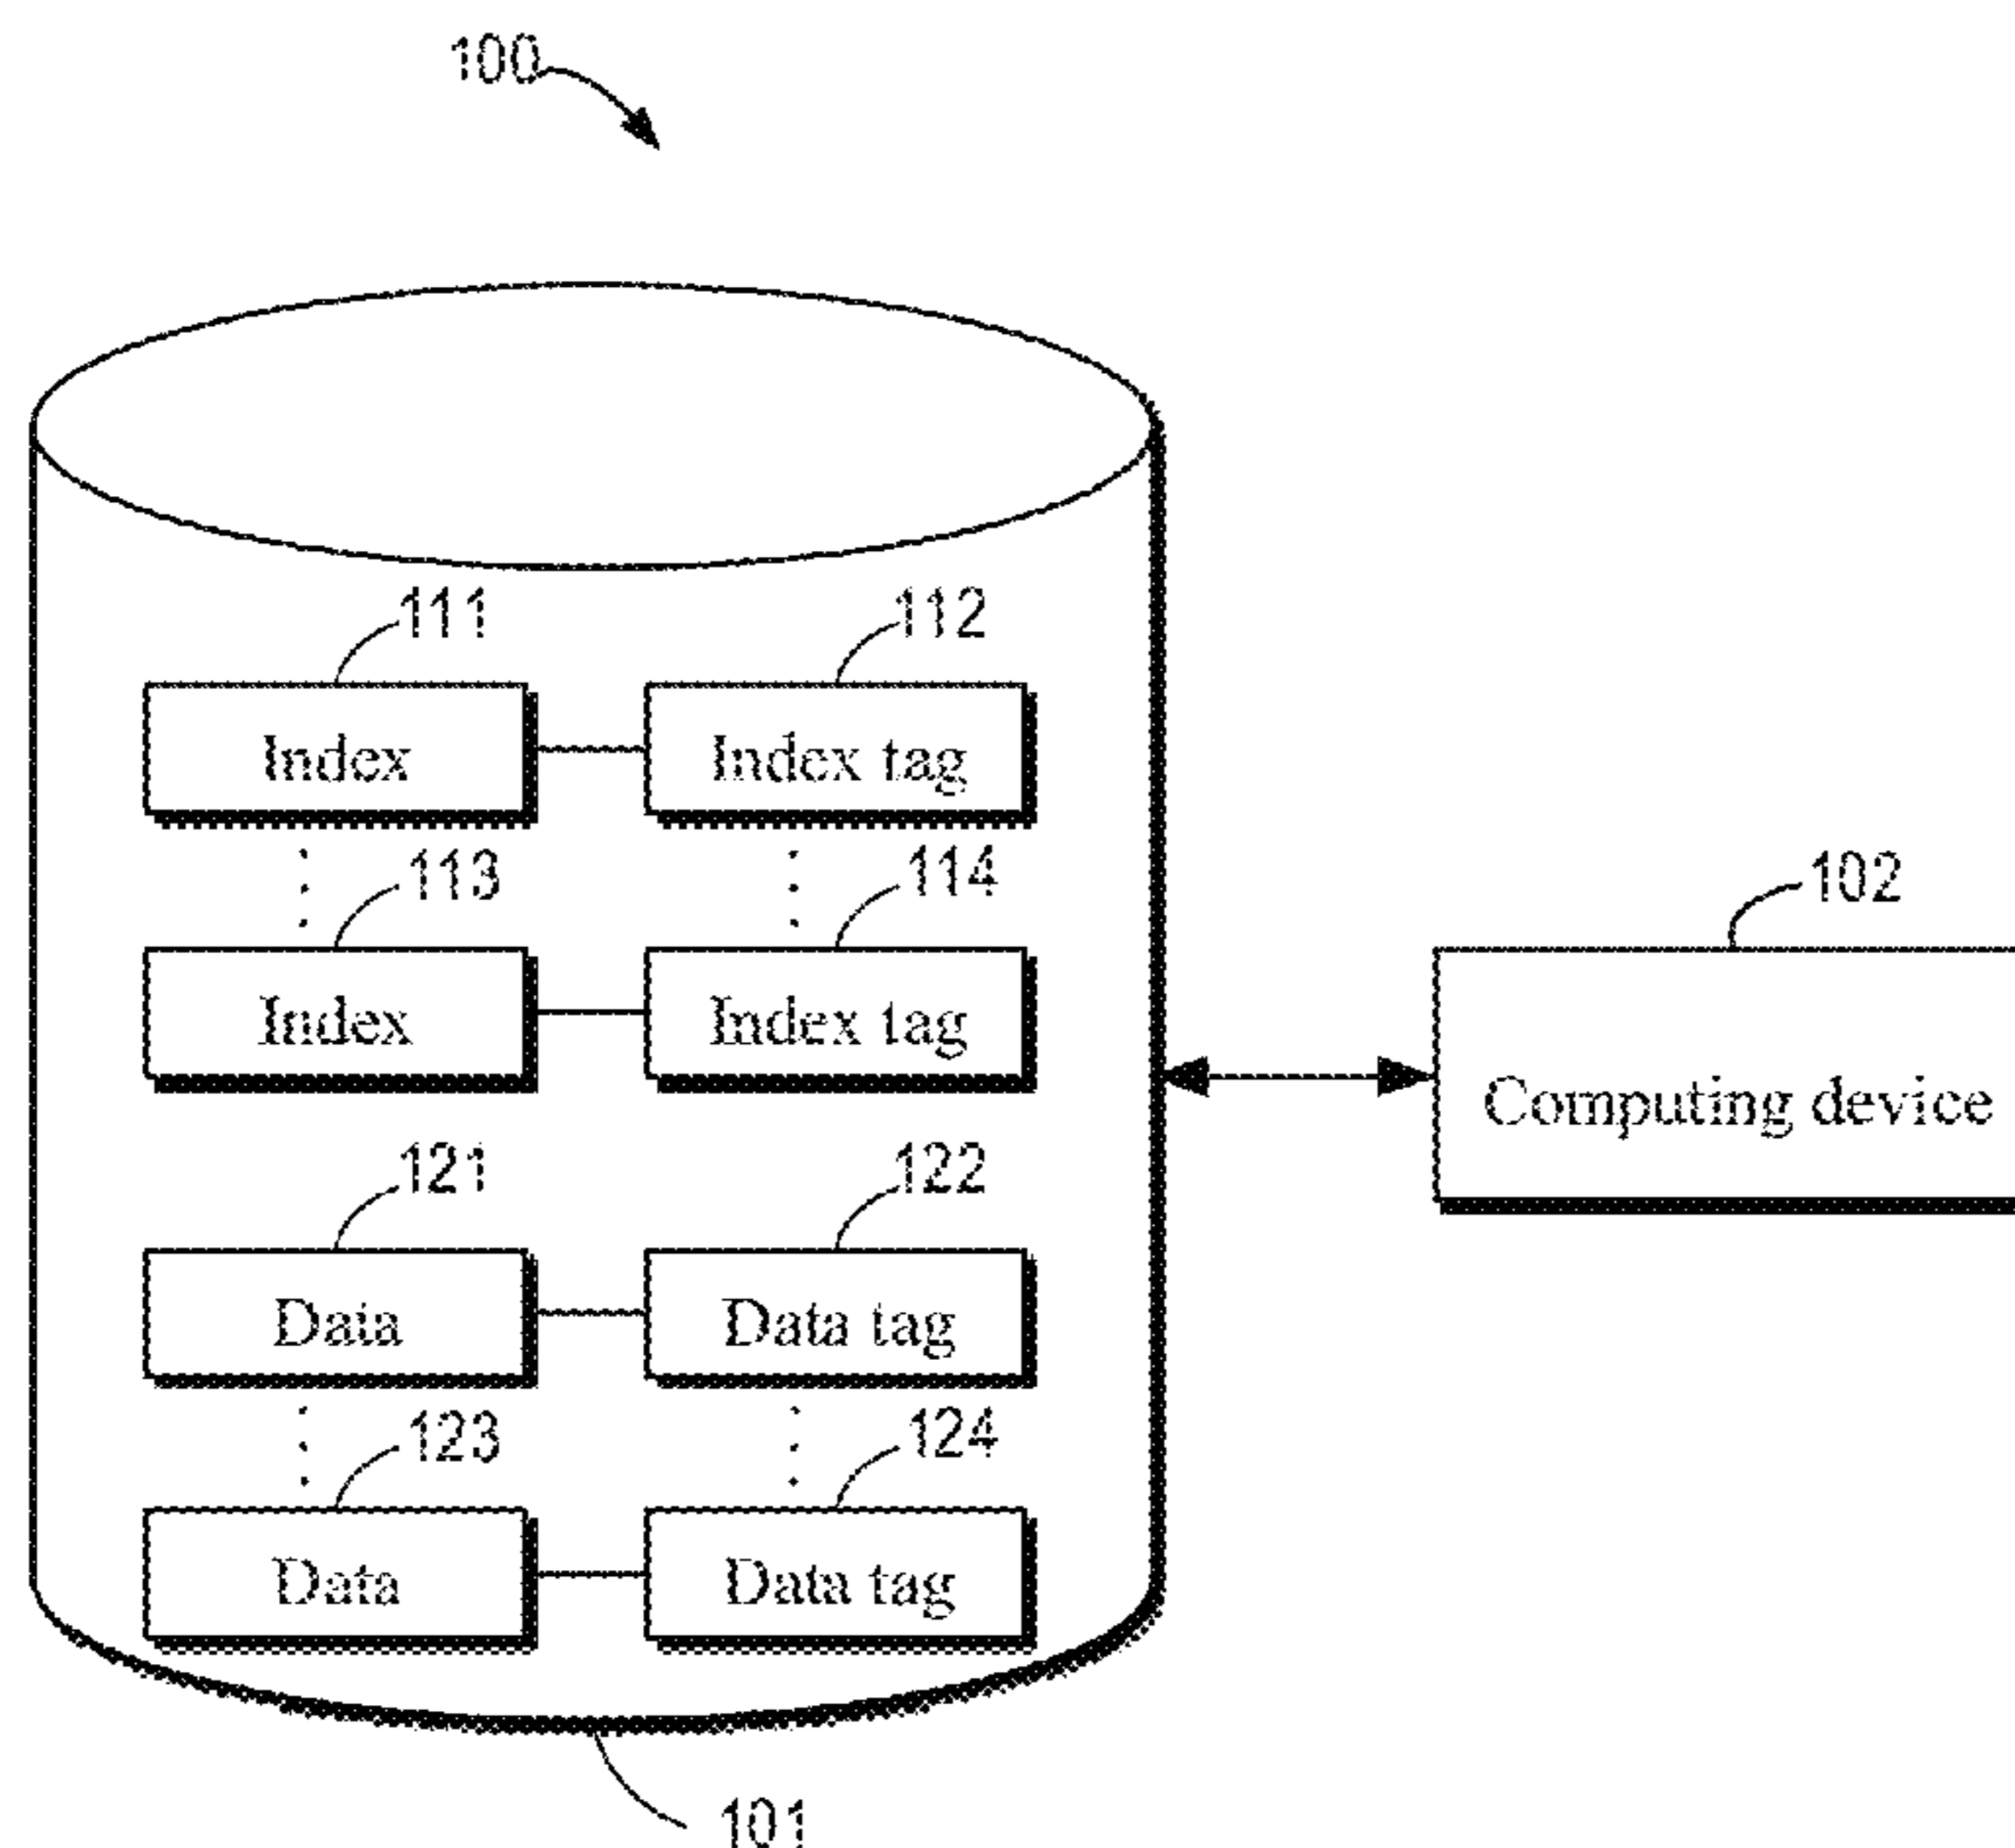 100
111 112
Index Index tag
113 114
102
Index Index tag
Computing device
121 122
Data Data tag
123 124
Data Data tag
101